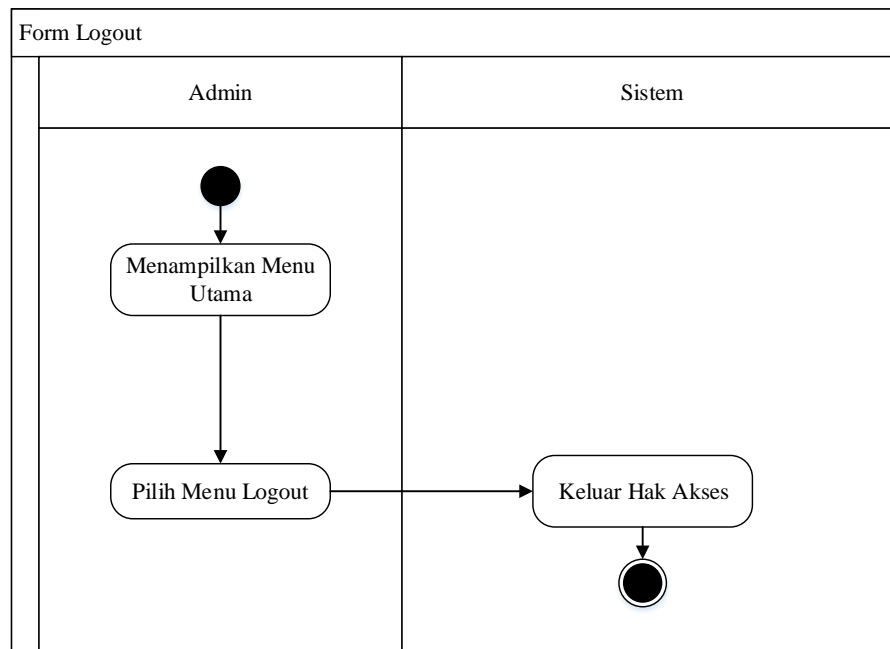 Form Logout
Admin
Sistem
Menampilkan Menu
Utama
Pilih Menu Logout
Keluar Hak Akses